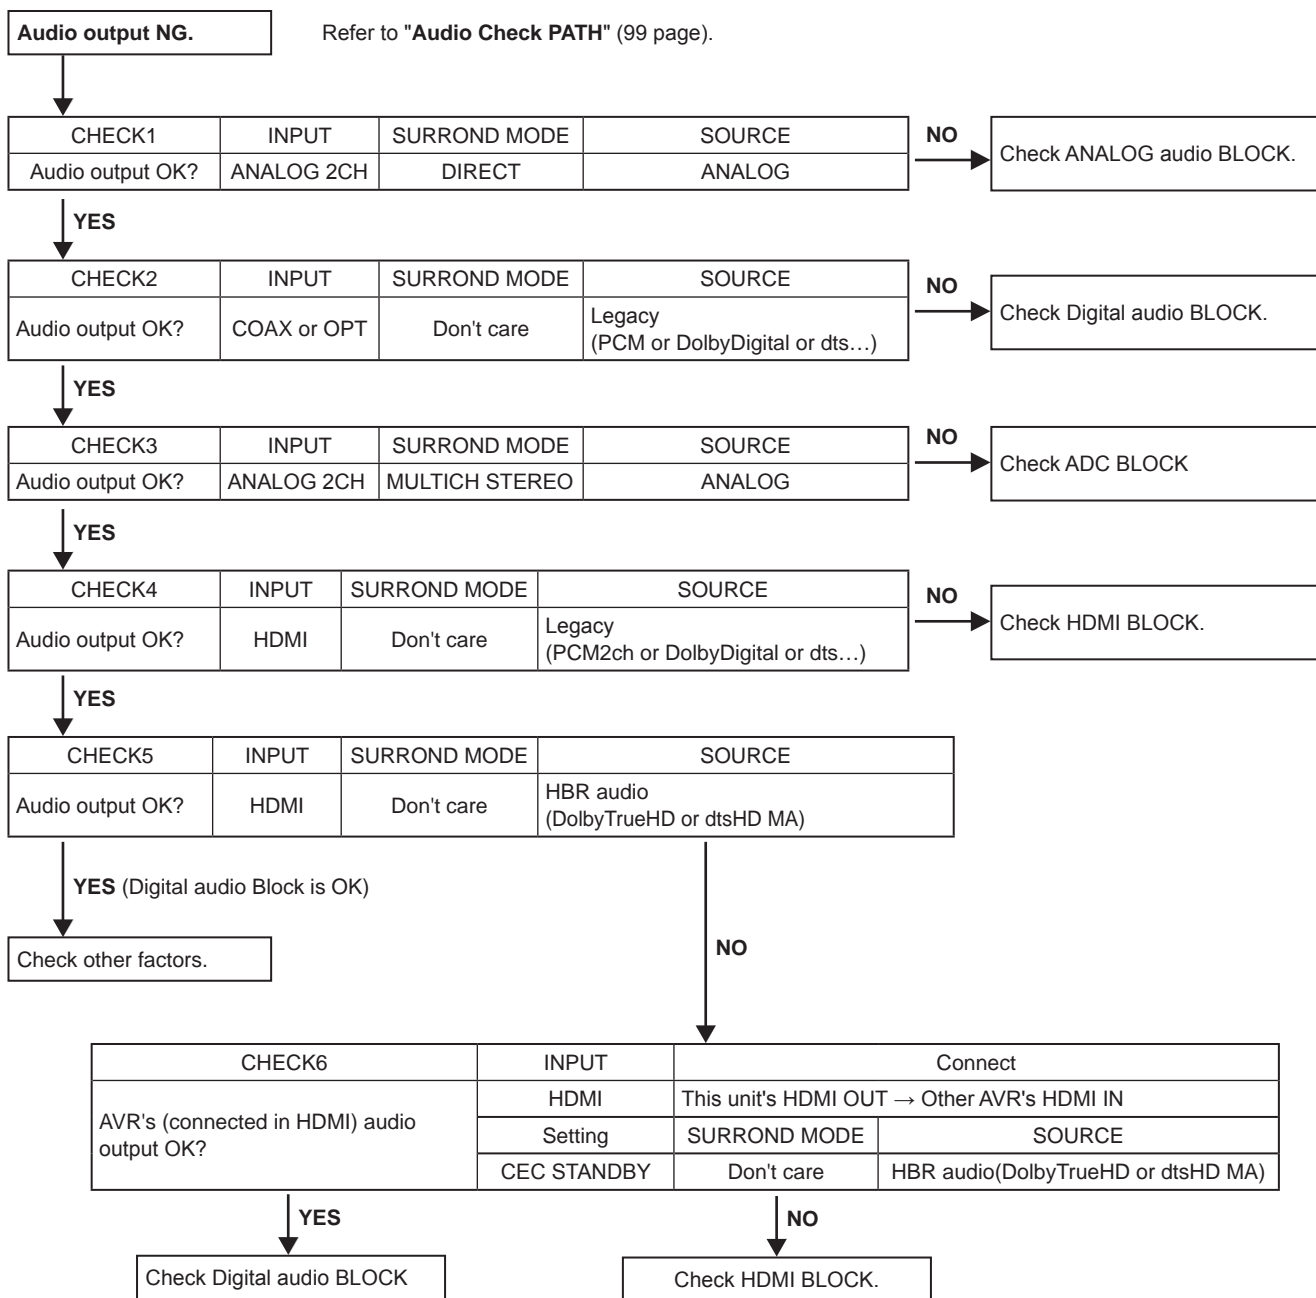 Audio output NG.
Refer to "Audio Check PATH" (99 page).
CHECK1 INPUT SURROND MODE SOURCE
Audio output OK? ANALOG 2CH DIRECT ANALOG
NO
Check ANALOG audio BLOCK.
YES
CHECK2 INPUT SURROND MODE SOURCE
Audio output OK? COAX or OPT Don't care Legacy
(PCM or DolbyDigital or dts…)
NO
Check Digital audio BLOCK.
YES
CHECK3 INPUT SURROND MODE SOURCE
Audio output OK? ANALOG 2CH MULTICH STEREO ANALOG
NO
Check ADC BLOCK
YES
CHECK4 INPUT SURROND MODE SOURCE
Audio output OK? HDMI Don't care Legacy
(PCM2ch or DolbyDigital or dts…)
NO
Check HDMI BLOCK.
YES
CHECK5 INPUT SURROND MODE SOURCE
Audio output OK? HDMI Don't care HBR audio
(DolbyTrueHD or dtsHD MA)
YES (Digital audio Block is OK)
Check other factors.
NO
CHECK6 INPUT Connect
HDMI This unit's HDMI OUT → Other AVR's HDMI IN
AVR's (connected in HDMI) audio
output OK?
Setting SURROND MODE SOURCE
CEC STANDBY Don't care HBR audio(DolbyTrueHD or dtsHD MA)
YES
NO
Check Digital audio BLOCK
Check HDMI BLOCK.